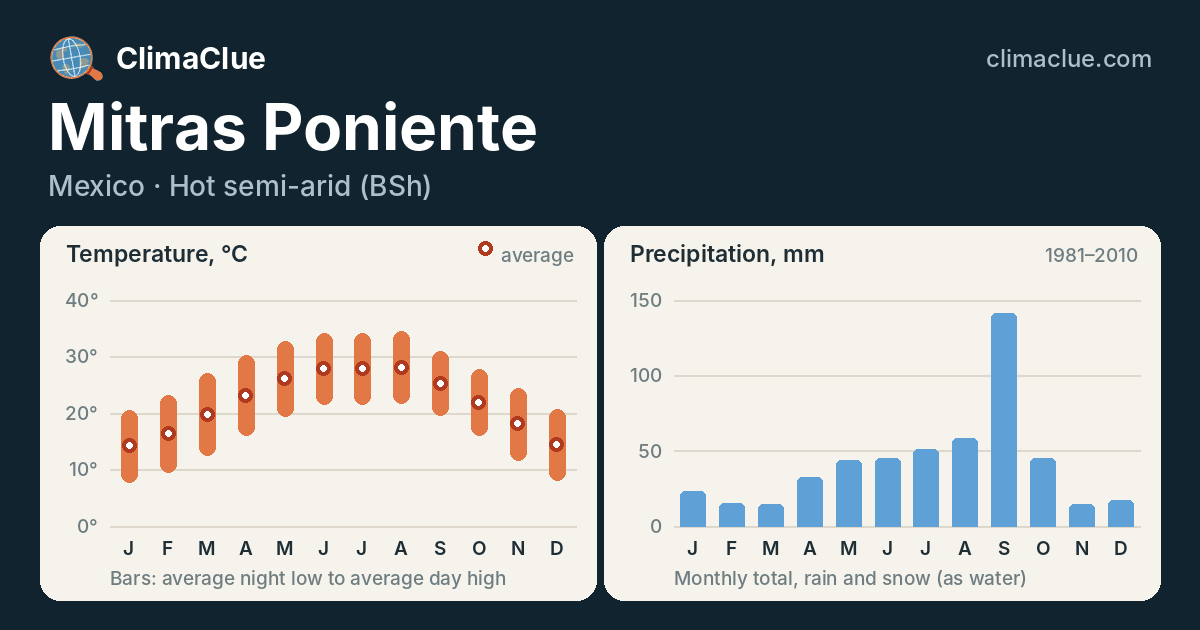 ClimaClue
climaclue.com
Mitras Poniente
Mexico · Hot semi-arid (BSh)
Temperature, °C
average
40°
30°
20°
10°
0°
J F M A M J J A S O N D
Bars: average night low to average day high
Precipitation, mm
1981–2010
150
100
50
0
J F M A M J J A S O N D
Monthly total, rain and snow (as water)